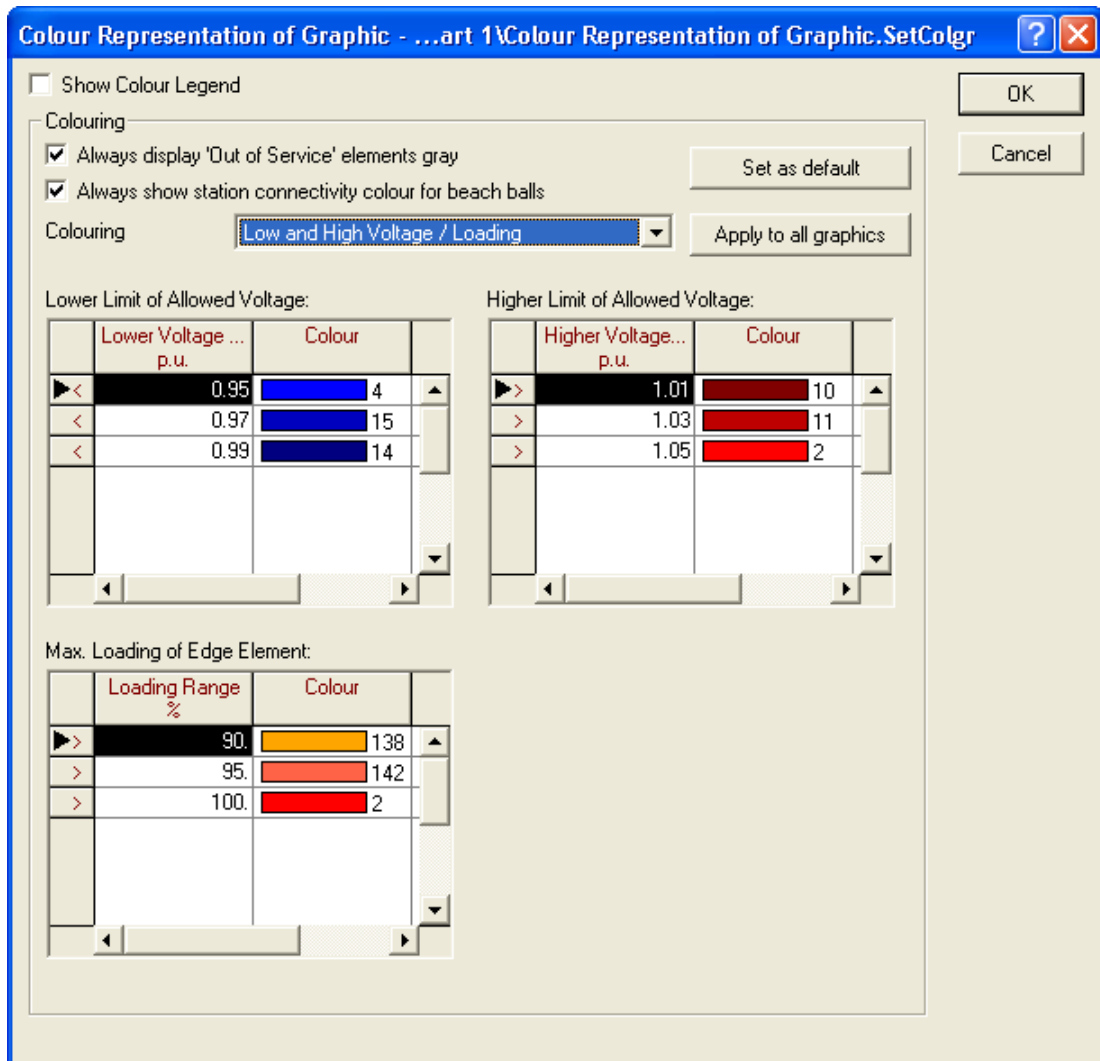 Colour Representation of Graphic - ...art 1\Colour Representation of Graphic.SetColgr
Show Colour Legend
OK
Colouring
Always display 'Out of Service' elements gray
Set as default
Cancel
Always show station connectivity colour for beach balls
Colouring
Low and High Voltage / Loading
Apply to all graphics
Lower Limit of Allowed Voltage:
Lower Voltage ... p.u. Colour
< 0.95 4
< 0.97 15
< 0.99 14
Higher Limit of Allowed Voltage:
Higher Voltage... p.u. Colour
> 1.01 10
> 1.03 11
> 1.05 2
Max. Loading of Edge Element:
Loading Range % Colour
> 90. 138
> 95. 142
> 100. 2